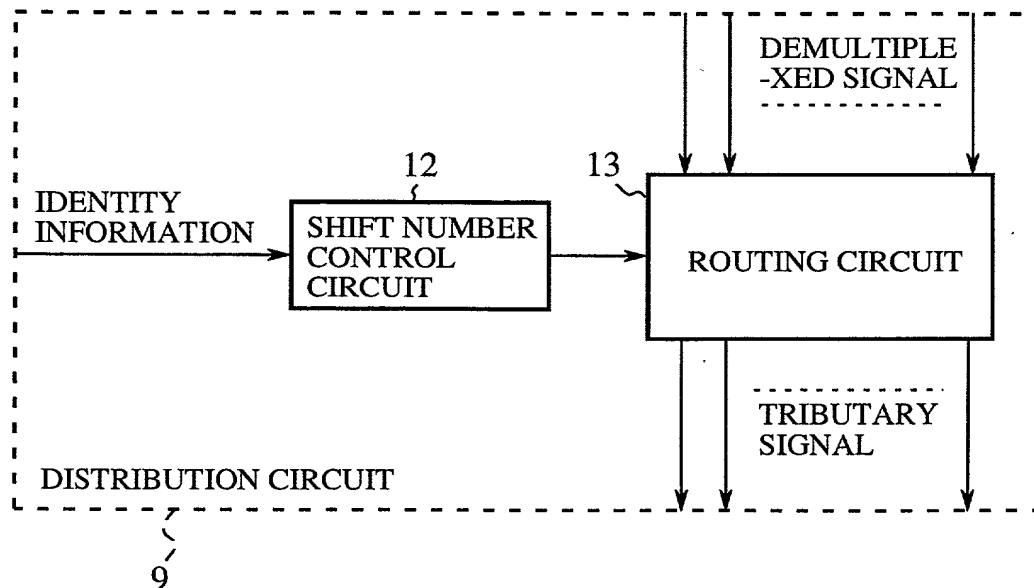 DEMULTIPLE
-XED SIGNAL
12
13
IDENTITY
INFORMATION
SHIFT NUMBER
CONTROL
CIRCUIT
ROUTING CIRCUIT
TRIBUTARY
SIGNAL
DISTRIBUTION CIRCUIT
9